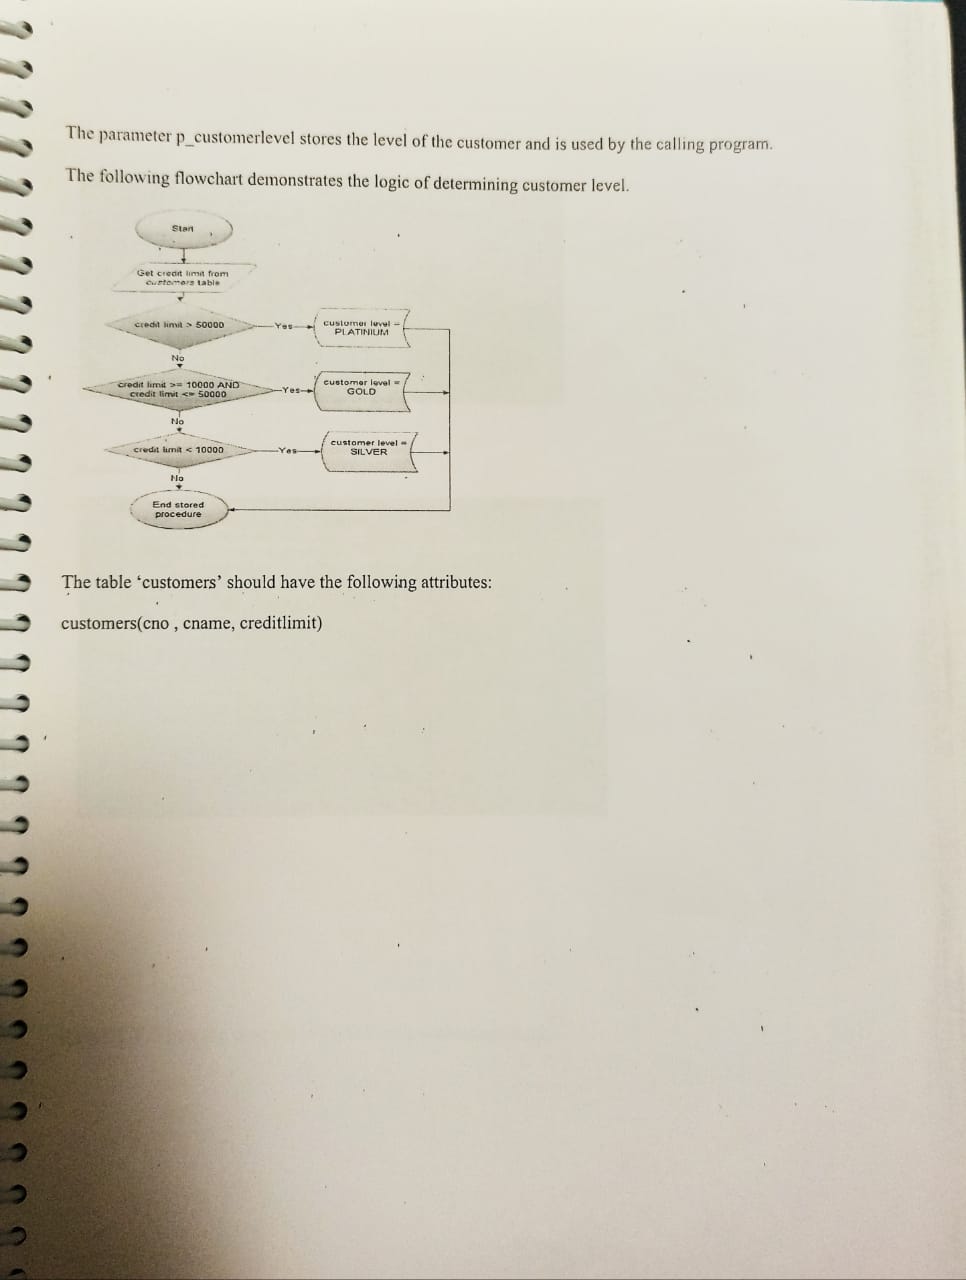 The parameter p_customerlevel stores the level of the customer and is used by the calling program.
The following flowchart demonstrates the logic of determining customer level.
Start
Get credit limit from
customers table
credit limit > 50000
Yes
customer level =
PLATINIUM
No
credit limit >= 10000 AND
credit limit <= 50000
Yes
customer level =
GOLD
No
credit limit < 10000
Yes
customer level =
SILVER
No
End stored
procedure
The table ‘customers’ should have the following attributes:
customers(cno , cname, creditlimit)